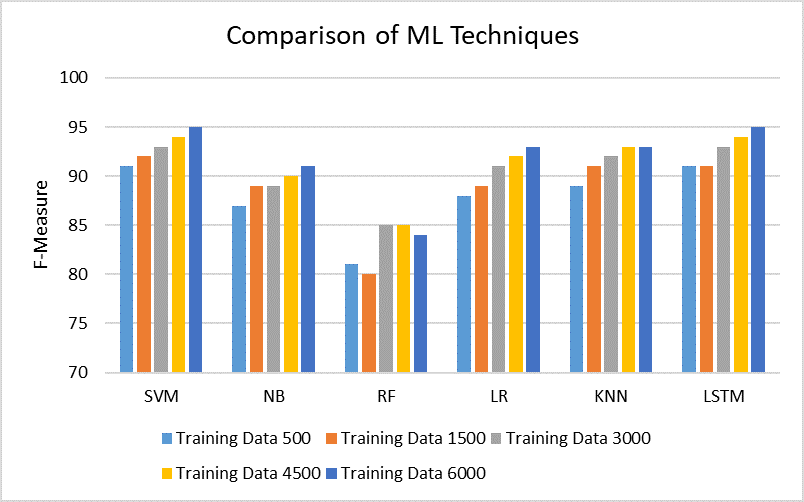 Comparison of ML Techniques
100
95
90
85
80
75
70
F-Measure
SVM NB RF LR KNN LSTM
Training Data 500 Training Data 1500 Training Data 3000
Training Data 4500 Training Data 6000